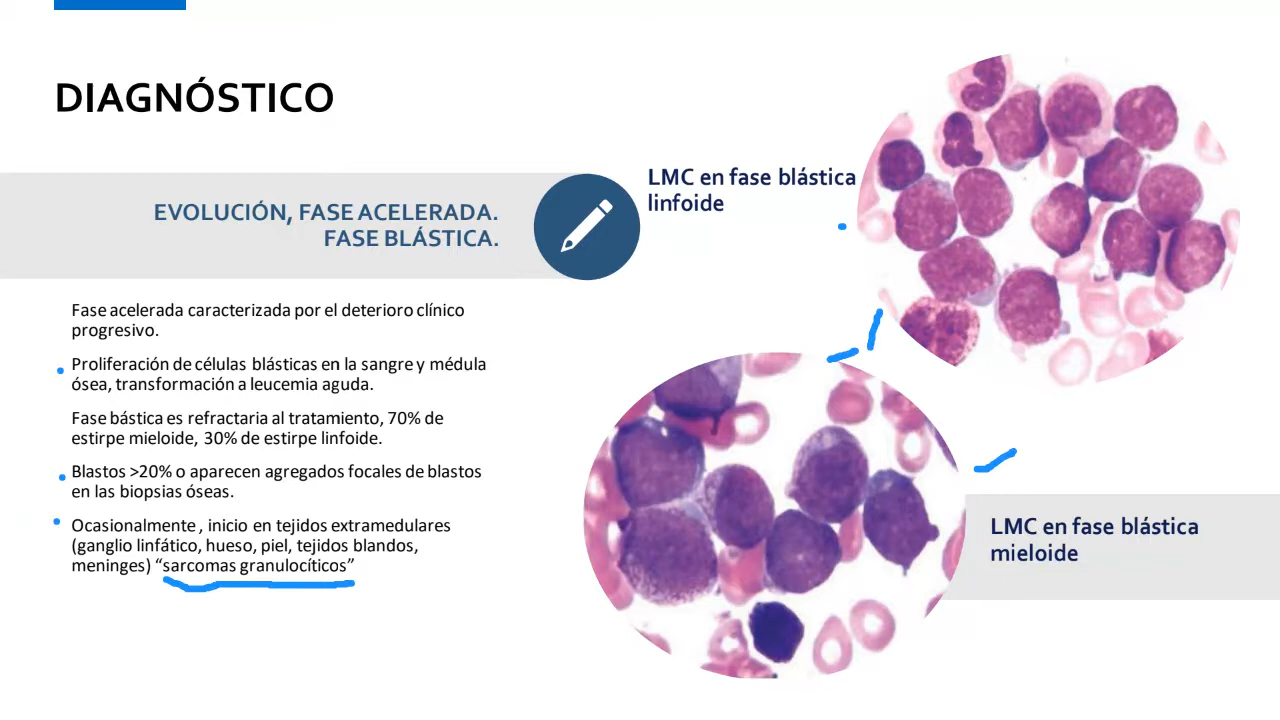 DIAGNÓSTICO
EVOLUCIÓN, FASE ACELERADA.
FASE BLÁSTICA.
LMC en fase blástica
linfoide
Fase acelerada caracterizada por el deterioro clínico
progresivo.
Proliferación de células blásticas en la sangre y médula
ósea, transformación a leucemia aguda.
Fase bástica es refractaria al tratamiento, 70% de
estirpe mieloide, 30% de estirpe linfoide.
Blastos >20% o aparecen agregados focales de blastos
en las biopsias óseas.
Ocasionalmente , inicio en tejidos extramedulares
(ganglio linfático, hueso, piel, tejidos blandos,
meninges) “sarcomas granulocíticos”
LMC en fase blástica
mieloide